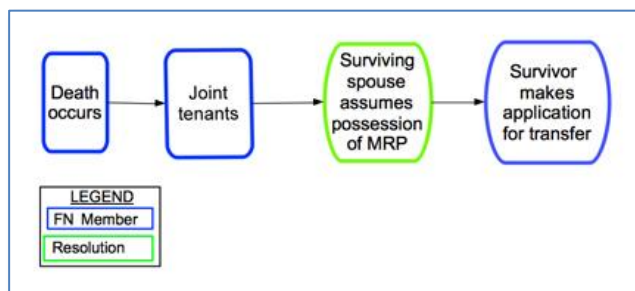 Death
occurs
Joint
tenants
Surviving
spouse
assumes
possession
of MRP
Survivor
makes
application
for transfer
LEGEND
FN Member
Resolution